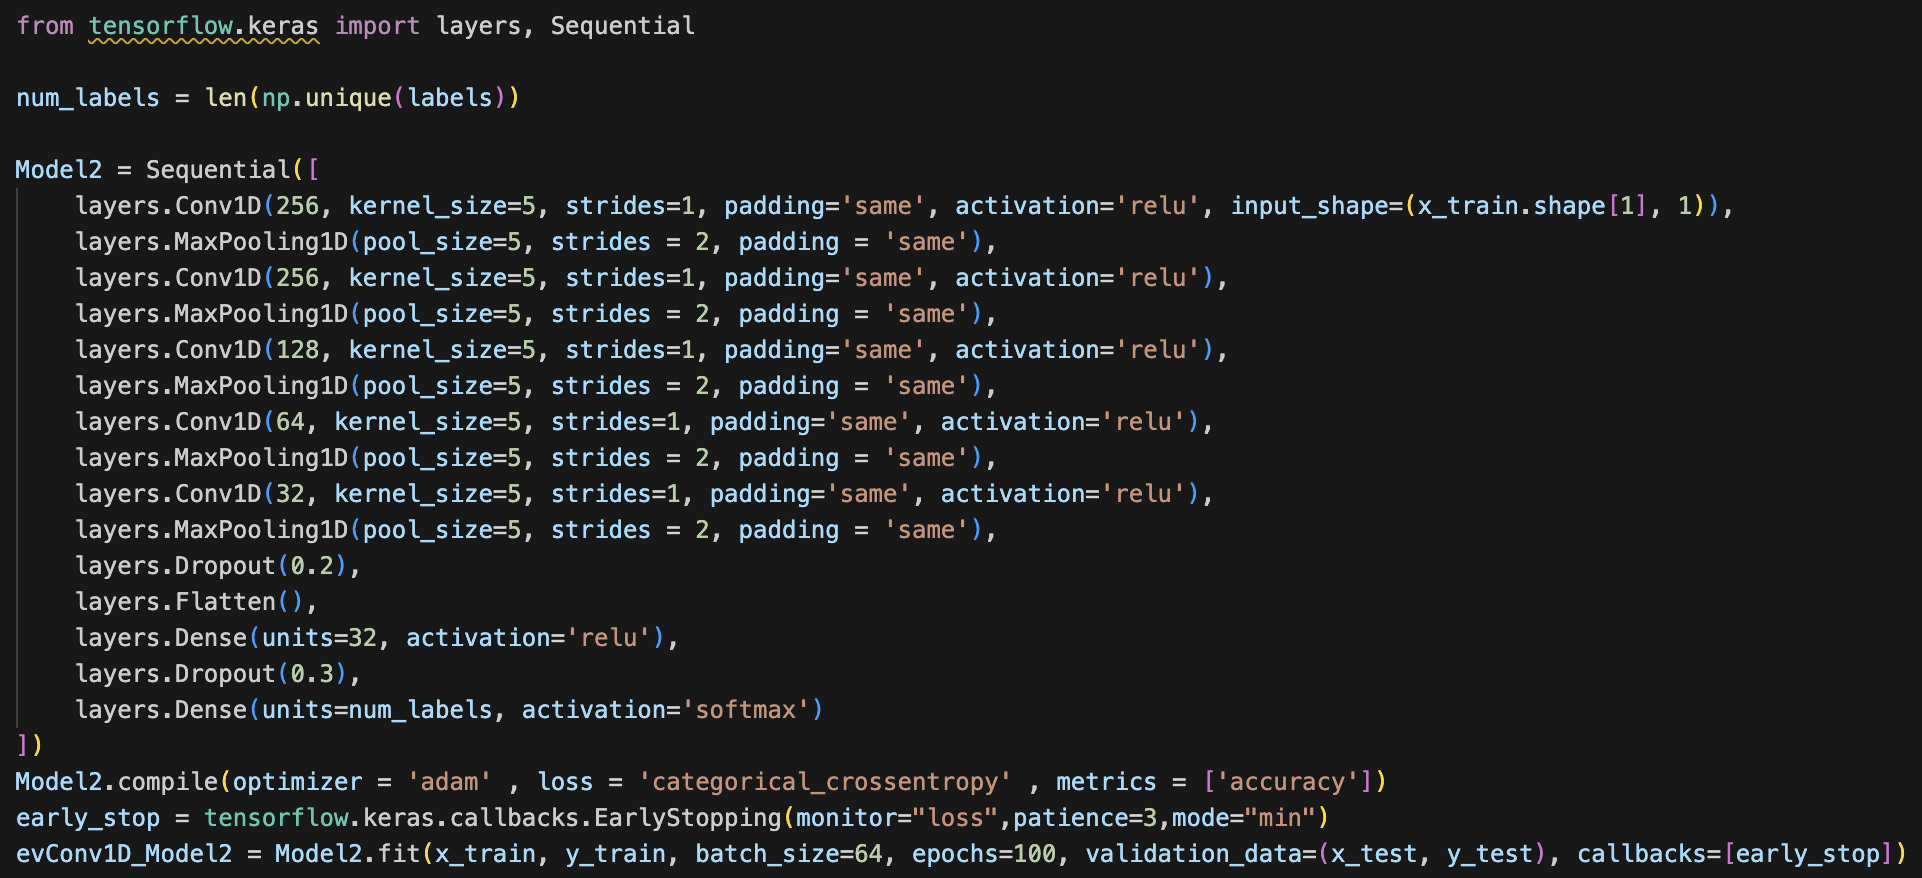 from tensorflow.keras import layers, Sequential
num_labels = len(np.unique(labels))
Model2 = Sequential([
    layers.Conv1D(256, kernel_size=5, strides=1, padding='same', activation='relu', input_shape=(x_train.shape[1], 1)),
    layers.MaxPooling1D(pool_size=5, strides = 2, padding = 'same'),
    layers.Conv1D(256, kernel_size=5, strides=1, padding='same', activation='relu'),
    layers.MaxPooling1D(pool_size=5, strides = 2, padding = 'same'),
    layers.Conv1D(128, kernel_size=5, strides=1, padding='same', activation='relu'),
    layers.MaxPooling1D(pool_size=5, strides = 2, padding = 'same'),
    layers.Conv1D(64, kernel_size=5, strides=1, padding='same', activation='relu'),
    layers.MaxPooling1D(pool_size=5, strides = 2, padding = 'same'),
    layers.Conv1D(32, kernel_size=5, strides=1, padding='same', activation='relu'),
    layers.MaxPooling1D(pool_size=5, strides = 2, padding = 'same'),
    layers.Dropout(0.2),
    layers.Flatten(),
    layers.Dense(units=32, activation='relu'),
    layers.Dropout(0.3),
    layers.Dense(units=num_labels, activation='softmax')
])
Model2.compile(optimizer = 'adam' , loss = 'categorical_crossentropy' , metrics = ['accuracy'])
early_stop = tensorflow.keras.callbacks.EarlyStopping(monitor="loss",patience=3,mode="min")
evConv1D_Model2 = Model2.fit(x_train, y_train, batch_size=64, epochs=100, validation_data=(x_test, y_test), callbacks=[early_stop])